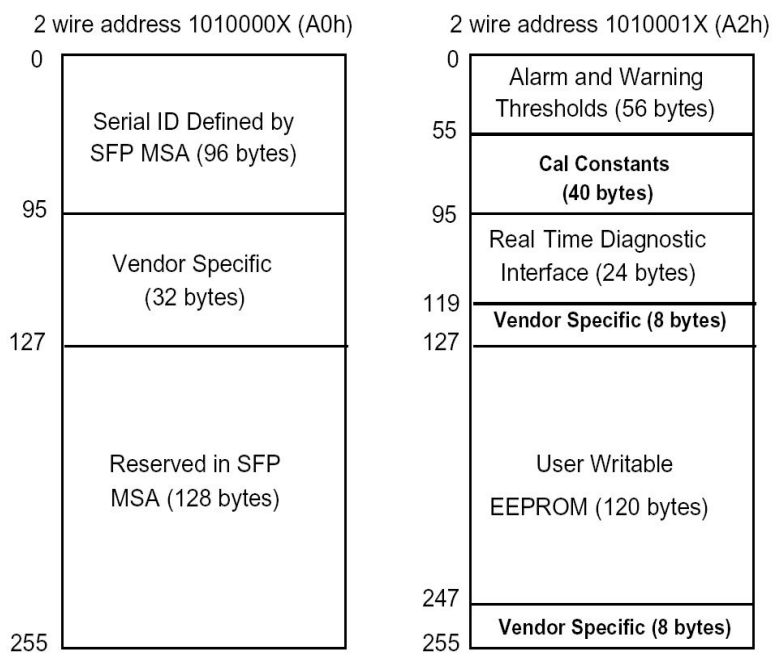 2 wire address 1010000X (A0h)
0
Serial ID Defined by
SFP MSA (96 bytes)
95
Vendor Specific
(32 bytes)
127
Reserved in SFP
MSA (128 bytes)
255
2 wire address 1010001X (A2h)
0
Alarm and Warning
Thresholds (56 bytes)
55
Cal Constants
(40 bytes)
95
Real Time Diagnostic
Interface (24 bytes)
119
Vendor Specific (8 bytes)
127
User Writable
EEPROM (120 bytes)
247
Vendor Specific (8 bytes)
255